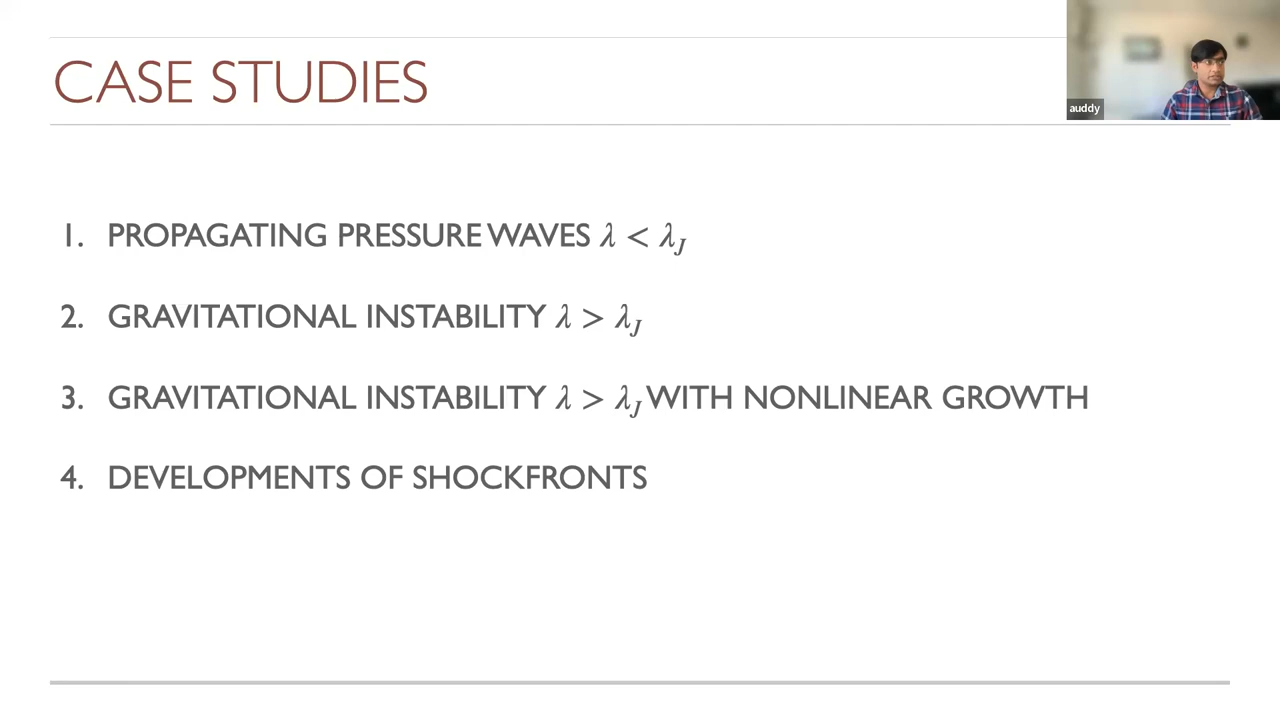 CASE STUDIES
auddy
1. PROPAGATING PRESSURE WAVES λ < λ_J
2. GRAVITATIONAL INSTABILITY λ > λ_J
3. GRAVITATIONAL INSTABILITY λ > λ_J WITH NONLINEAR GROWTH
4. DEVELOPMENTS OF SHOCKFRONTS